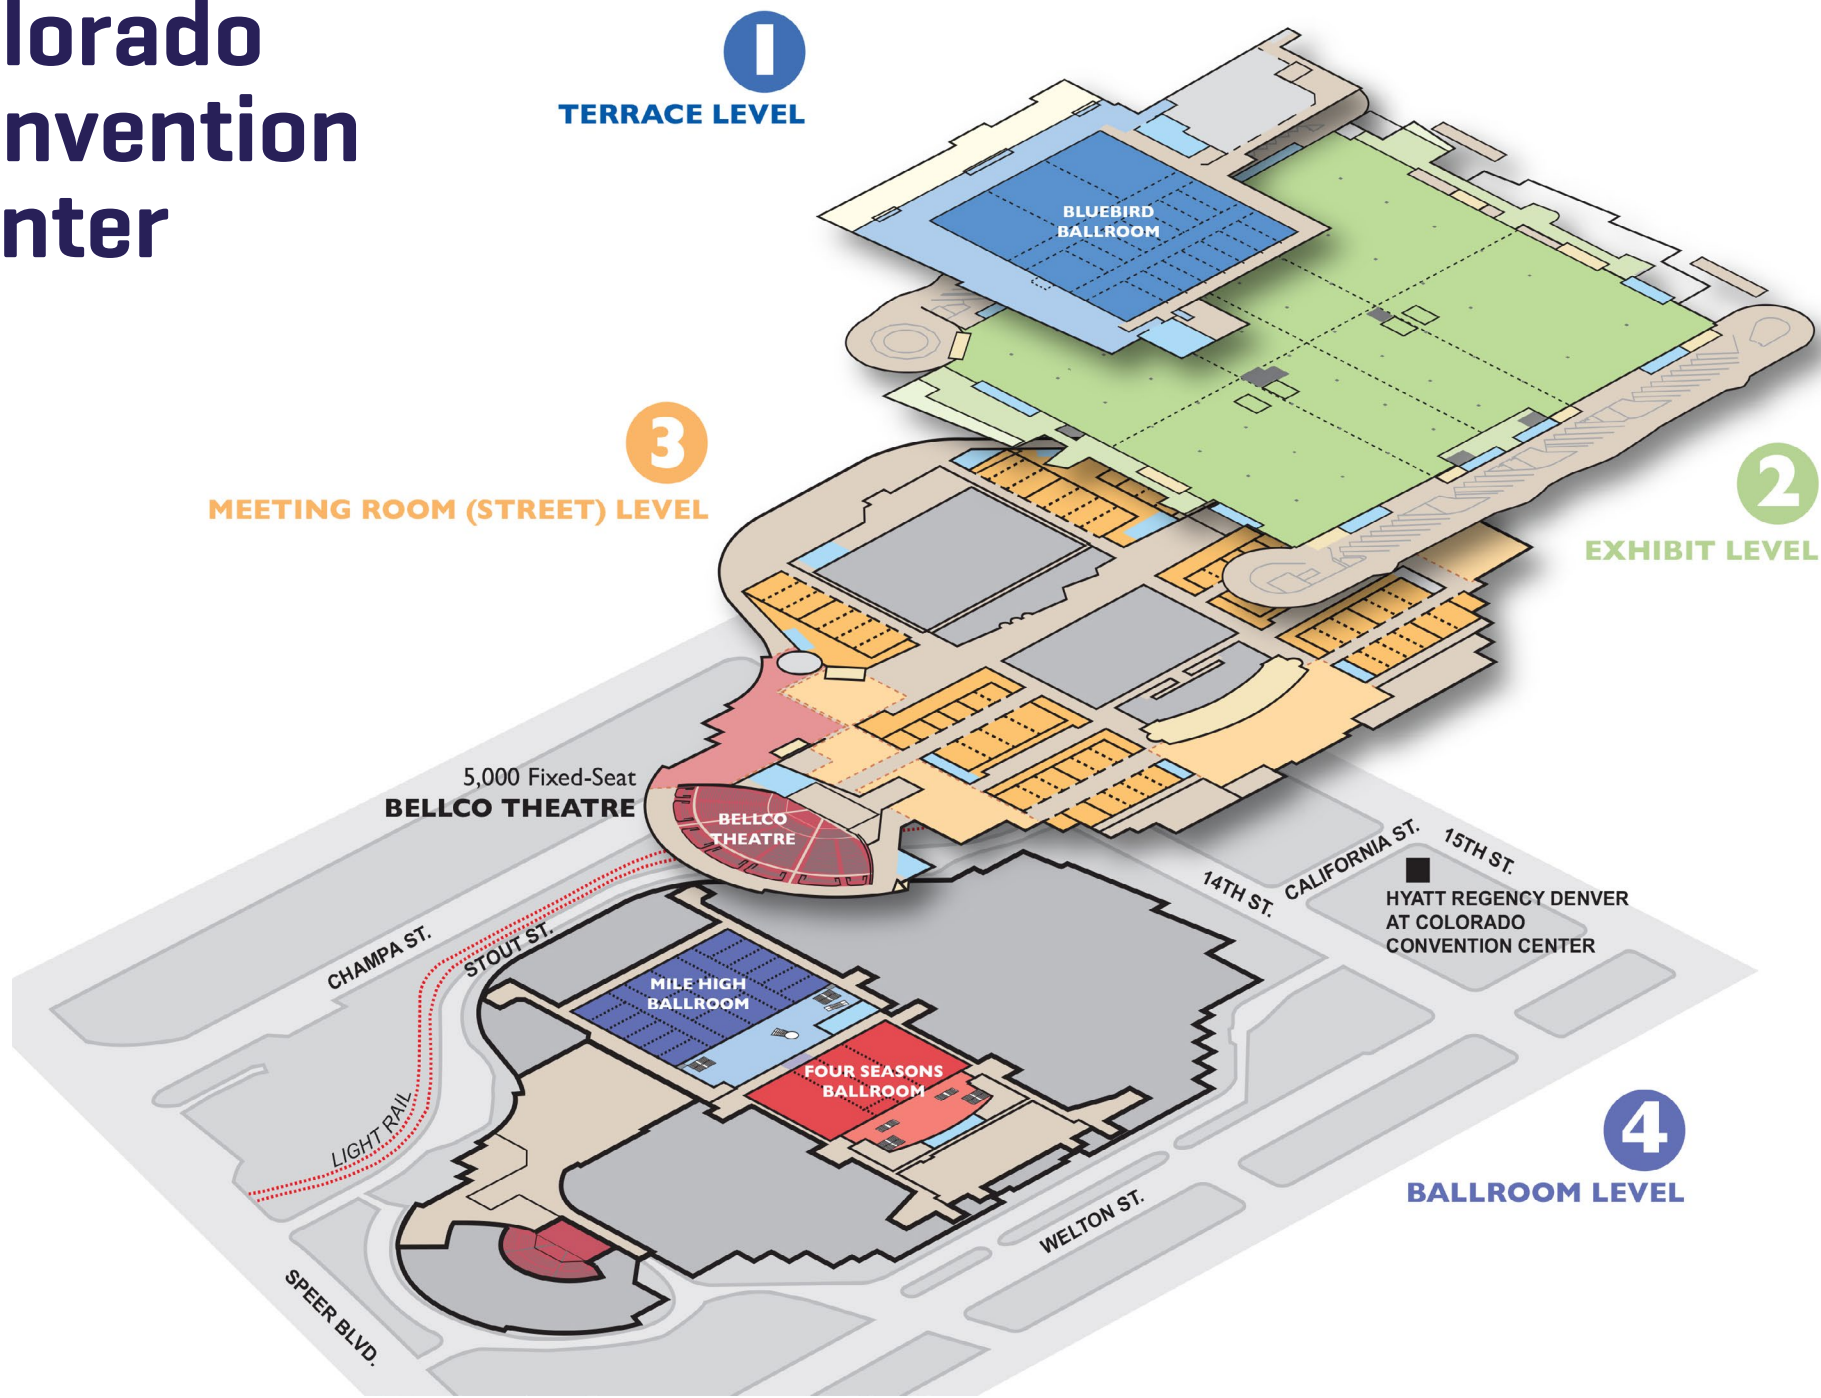 lorado
nvention
nter
1
TERRACE LEVEL
BLUEBIRD
BALLROOM
3
MEETING ROOM (STREET) LEVEL
2
EXHIBIT LEVEL
5,000 Fixed-Seat
BELLCO THEATRE
BELLCO
THEATRE
CALIFORNIA ST.
15TH ST.
14TH ST.
HYATT REGENCY DENVER
AT COLORADO
CONVENTION CENTER
CHAMPA ST.
STOUT ST.
MILE HIGH
BALLROOM
FOUR SEASONS
BALLROOM
LIGHT RAIL
4
BALLROOM LEVEL
WELTON ST.
SPEER BLVD.